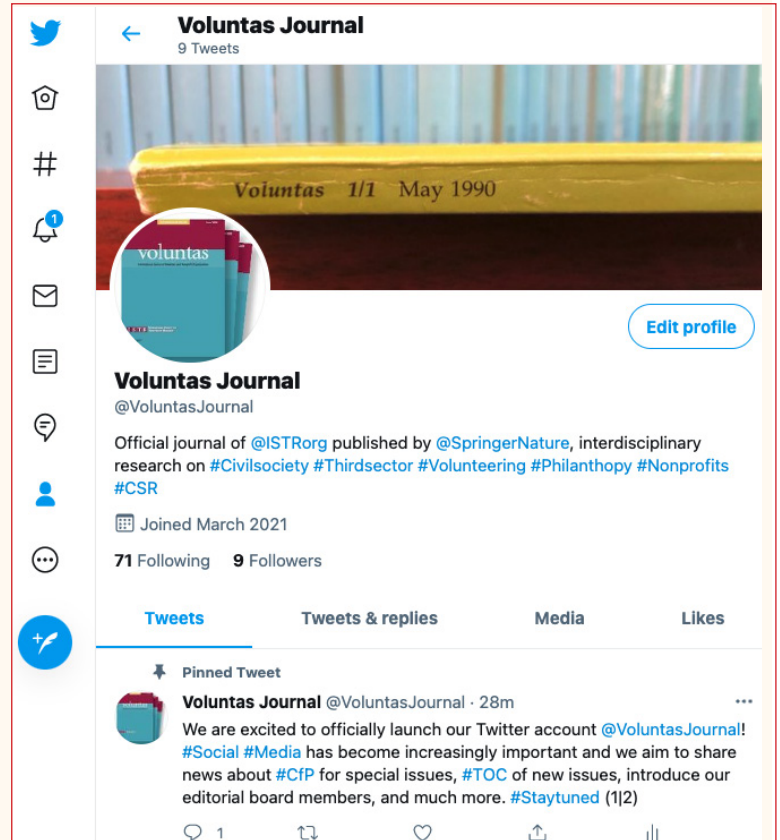 Voluntas Journal
9 Tweets
Voluntas 1/1 May 1990
voluntas
1
Edit profile
Voluntas Journal
@VoluntasJournal
Official journal of @ISTRorg published by @SpringerNature, interdisciplinary
research on #Civilsociety #Thirdsector #Volunteering #Philanthopy #Nonprofits
#CSR
Joined March 2021
71 Following 9 Followers
Tweets Tweets & replies Media Likes
Pinned Tweet
Voluntas Journal @VoluntasJournal · 28m
We are excited to officially launch our Twitter account @VoluntasJournal!
#Social #Media has become increasingly important and we aim to share
news about #CfP for special issues, #TOC of new issues, introduce our
editorial board members, and much more. #Staytuned (1|2)
1